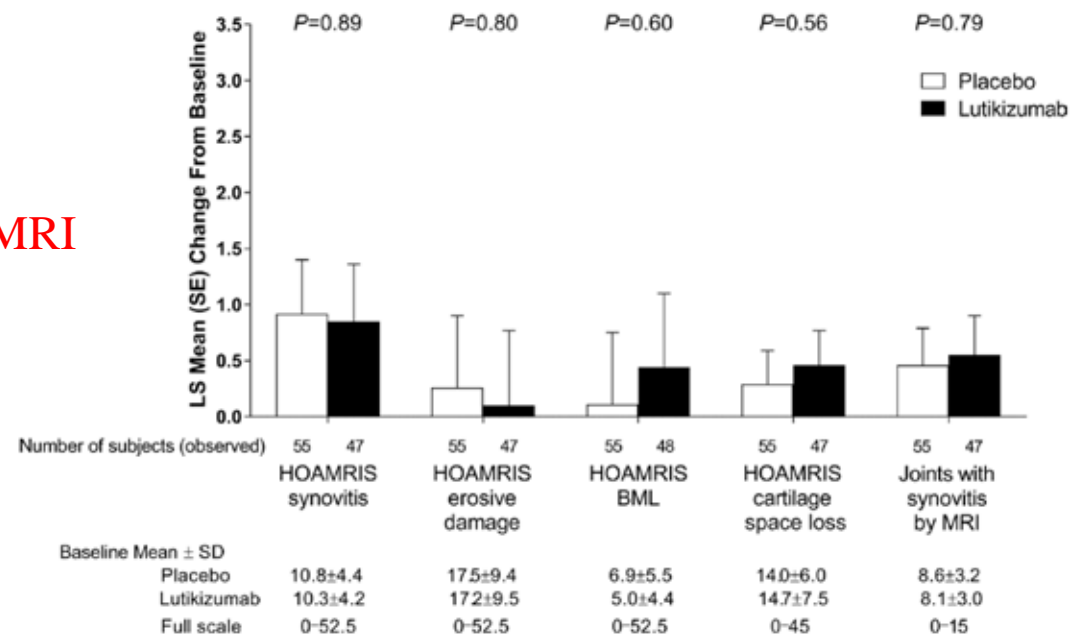 P=0.89 P=0.80 P=0.60 P=0.56 P=0.79
Placebo
Lutikizumab
MRI
LS Mean (SE) Change From Baseline
3.5
3.0
2.5
2.0
1.5
1.0
0.5
0.0
Number of subjects (observed) 55 47 55 47 55 48 55 47 55 47
HOAMRIS HOAMRIS HOAMRIS HOAMRIS Joints with
synovitis erosive BML cartilage synovitis
damage space loss by MRI
Baseline Mean ± SD
Placebo 10.8±4.4 17.5±9.4 6.9±5.5 14.0±6.0 8.6±3.2
Lutikizumab 10.3±4.2 17.2±9.5 5.0±4.4 14.7±7.5 8.1±3.0
Full scale 0-52.5 0-52.5 0-52.5 0-45 0-15